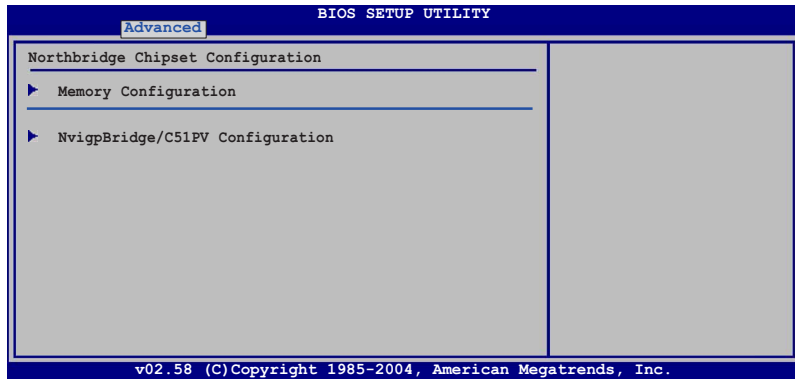 BIOS SETUP UTILITY
Advanced
Northbridge Chipset Configuration
Memory Configuration
NvigpBridge/C51PV Configuration
v02.58 (C)Copyright 1985-2004, American Megatrends, Inc.